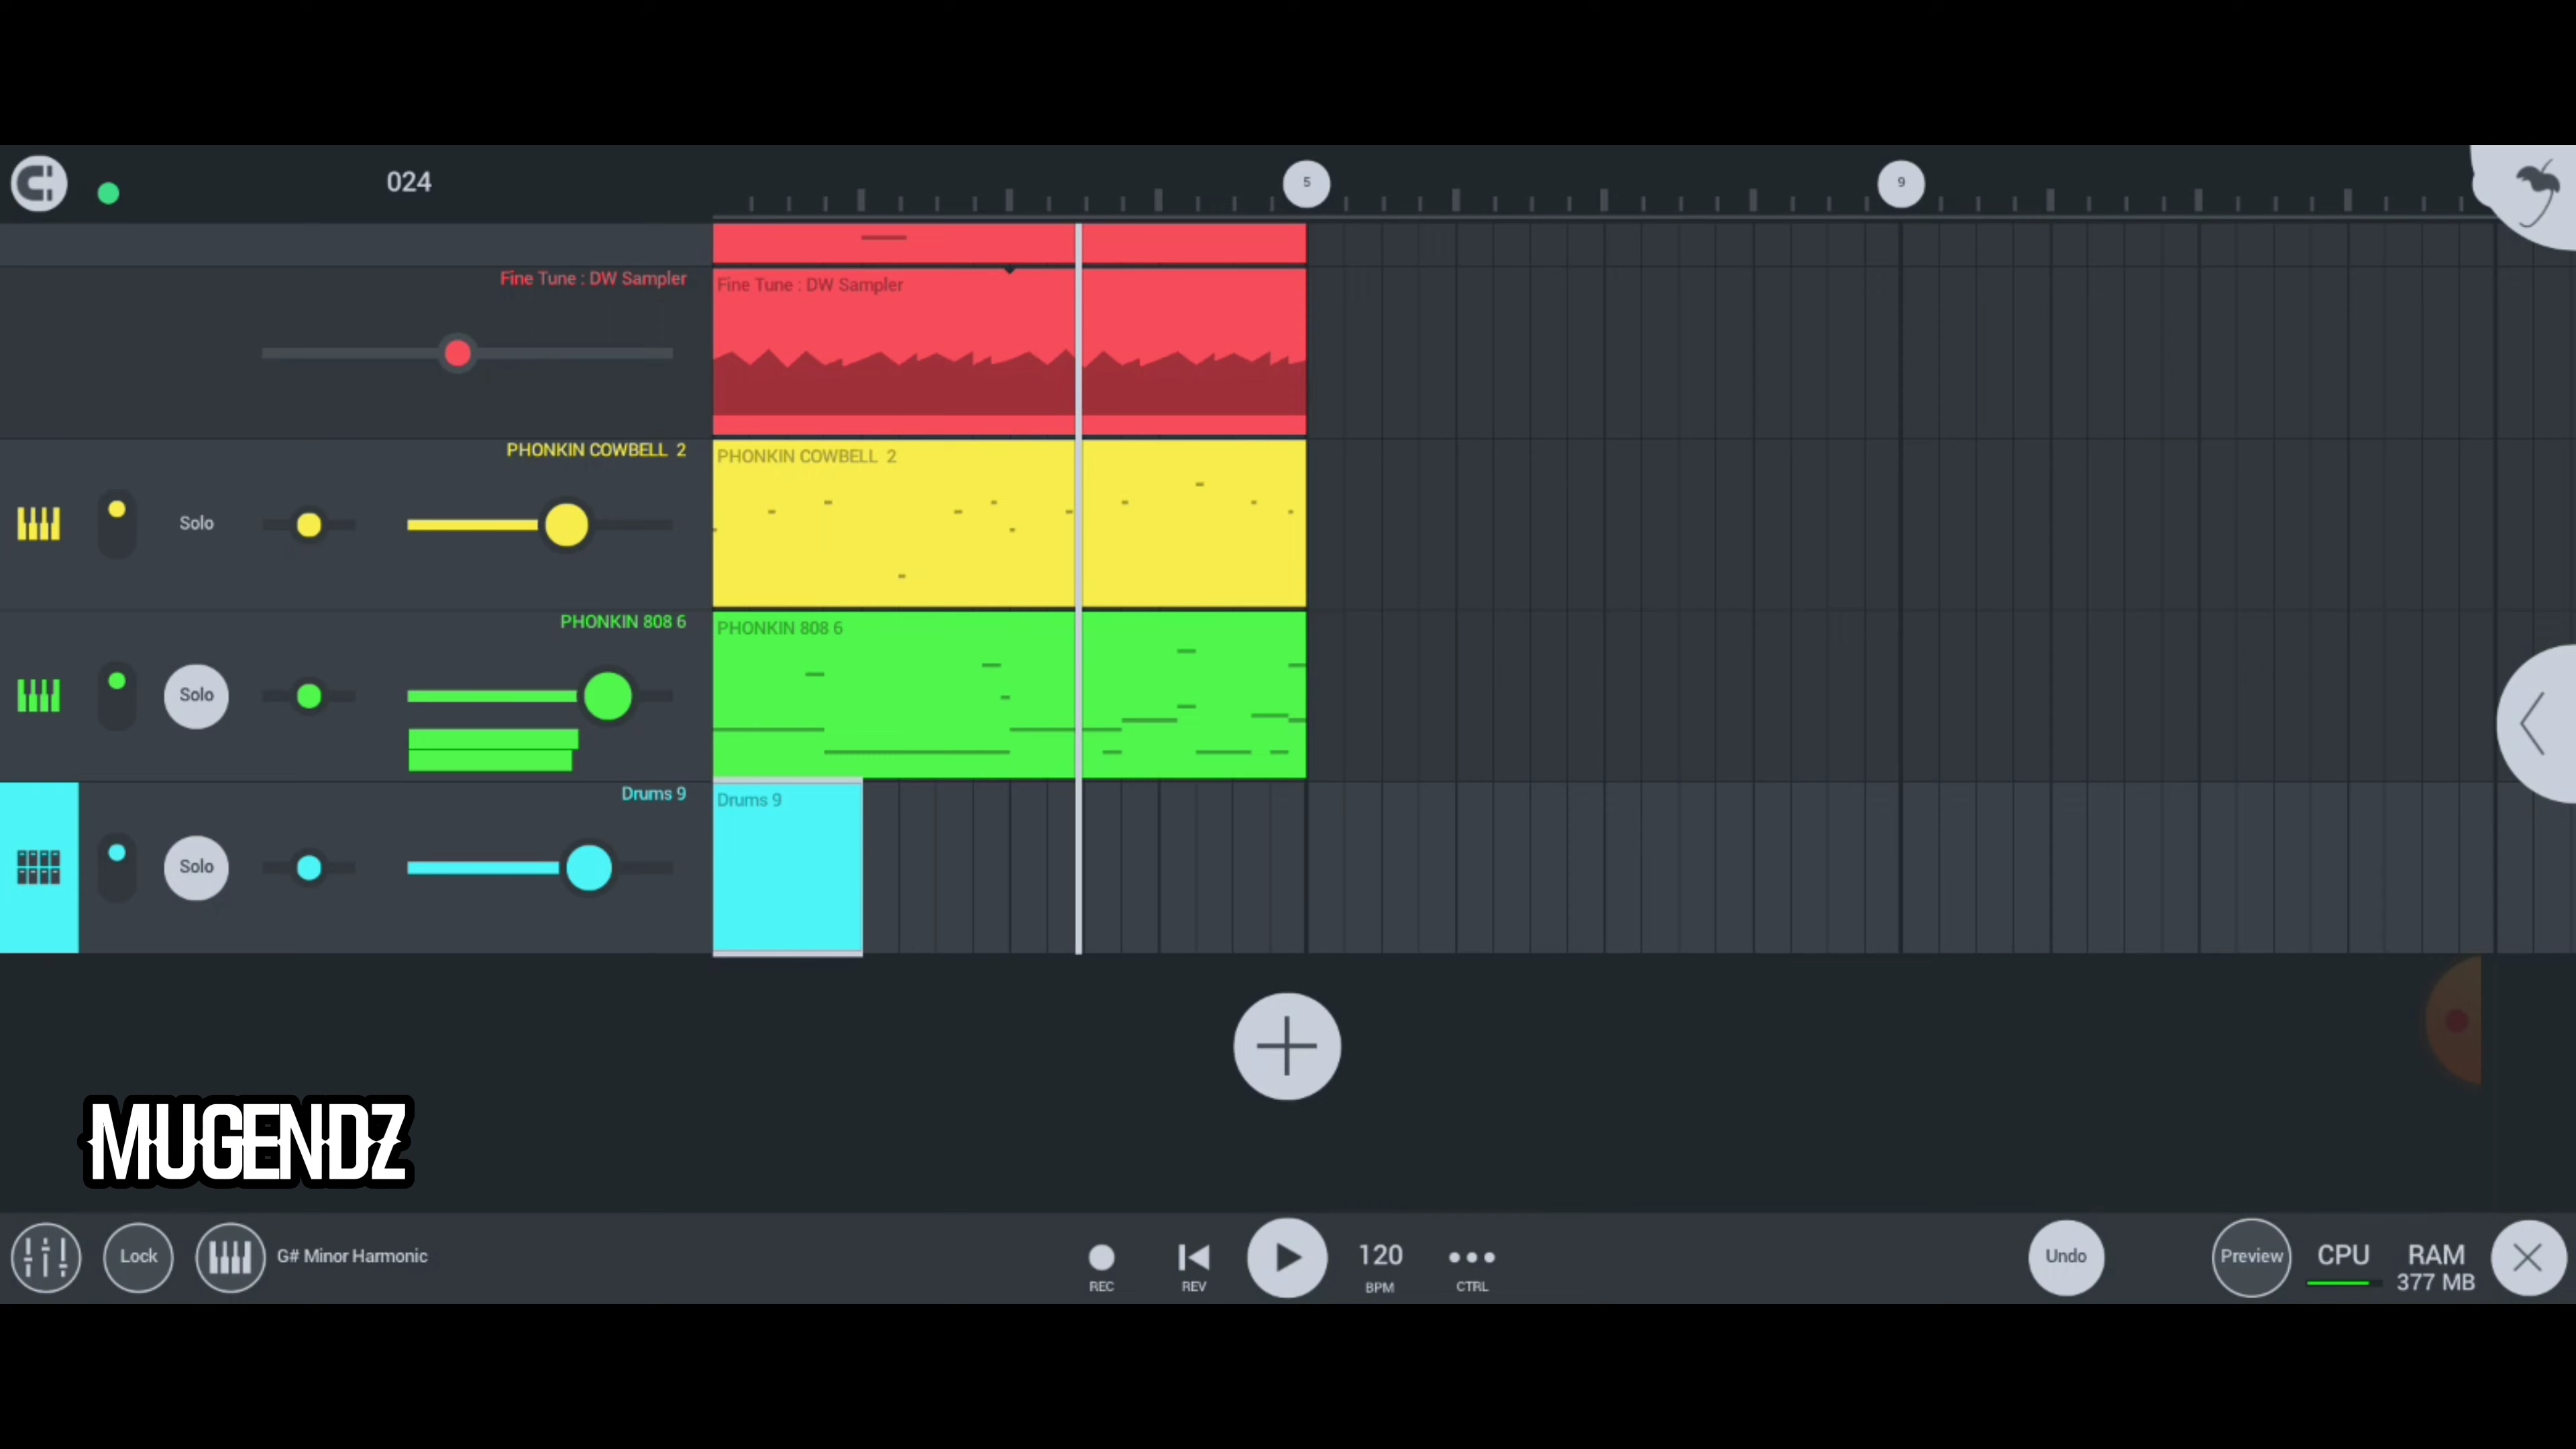 024
5
9
Fine Tune : DW Sampler
Fine Tune : DW Sampler
PHONKIN COWBELL 2
PHONKIN COWBELL 2
Solo
PHONKIN 808 6
PHONKIN 808 6
Solo
Drums 9
Drums 9
Solo
MUGENDZ
Lock
G# Minor Harmonic
REC
REV
120
BPM
CTRL
Undo
Preview
CPU
RAM
377 MB